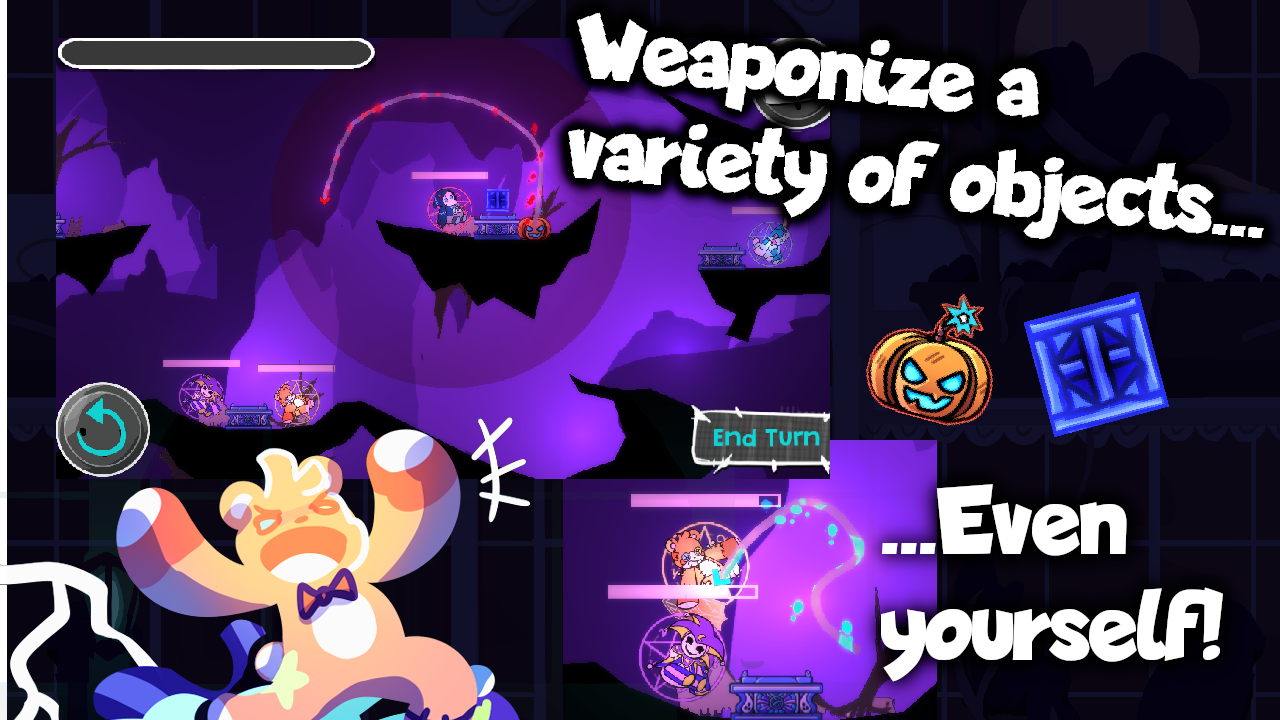 Weaponize a
variety of objects...
End Turn
...Even
yourself!